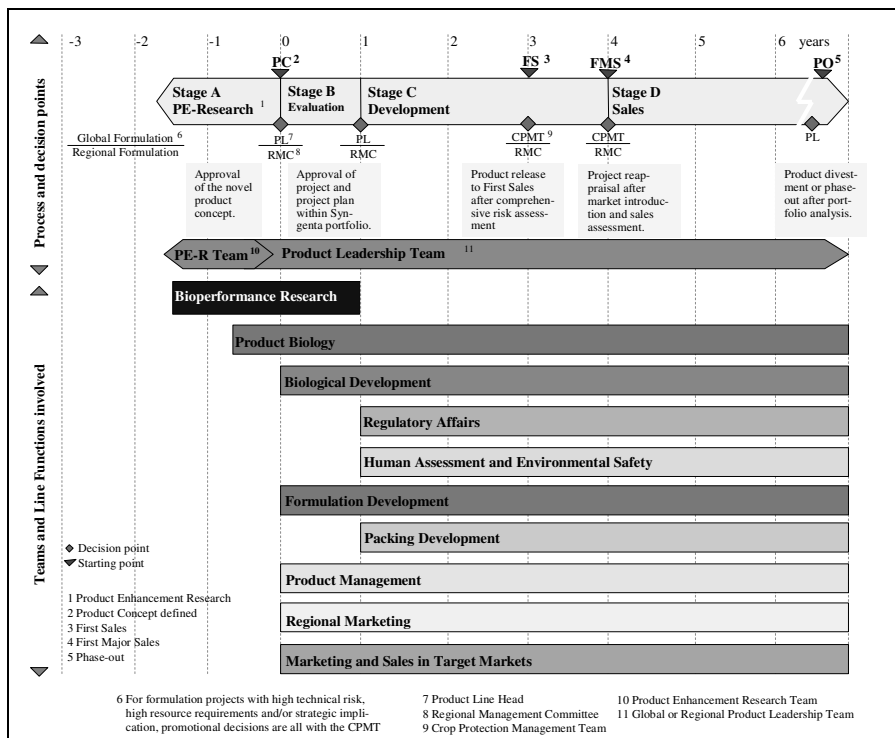 -3 -2 -1 0 1 2 3 4 5 6 years
PC 2 FS 3 FMS 4 PO 5
Stage A
PE-Research 1
Stage B
Evaluation
Stage C
Development
Stage D
Sales
Global Formulation 6
Regional Formulation
PL 7
RMC 8
PL
RMC
CPMT 9
RMC
CPMT
RMC
PL
Approval
of the novel
product
concept.
Approval of
project and
project plan
within Syn-
genta portfolio.
Product release
to First Sales
after comprehen-
sive risk assess-
ment
Project reap-
praisal after
market introduc-
tion and sales
assessment.
Product divest-
ment or phase-
out after port-
folio analysis.
Process and decision points
PE-R Team 10
Product Leadership Team 11
Bioperformance Research
Product Biology
Biological Development
Regulatory Affairs
Human Assessment and Environmental Safety
Formulation Development
Packing Development
Product Management
Regional Marketing
Marketing and Sales in Target Markets
Teams and Line Functions involved
Decision point
Starting point
1 Product Enhancement Research
2 Product Concept defined
3 First Sales
4 First Major Sales
5 Phase-out
6 For formulation projects with high technical risk,
high resource requirements and/or strategic impli-
cation, promotional decisions are all with the CPMT
7 Product Line Head
8 Regional Management Committee
9 Crop Protection Management Team
10 Product Enhancement Research Team
11 Global or Regional Product Leadership Team